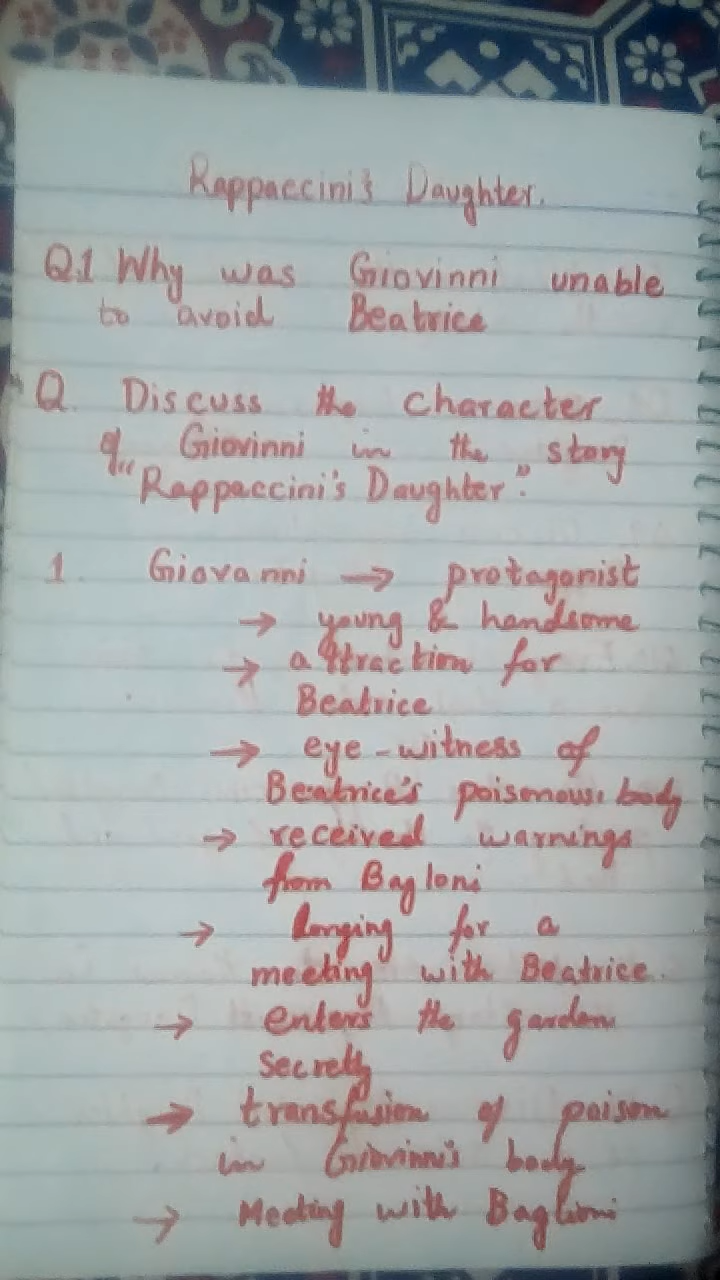 Rappaccini's Daughter.
Q.1 Why was Giovinni unable
to avoid Beatrice
Q. Discuss the character
of Giovinni in the story
"Rappaccini's Daughter".
1. Giovanni → protagonist
→ young & handsome
→ attraction for
Beatrice
→ eye-witness of
Beatrice's poisonous body
→ received warnings
from Bagloni
→ longing for a
meeting with Beatrice.
→ enters the garden
secretly
→ transfusion of poison
in Giovinni's body
→ Meeting with Baglioni